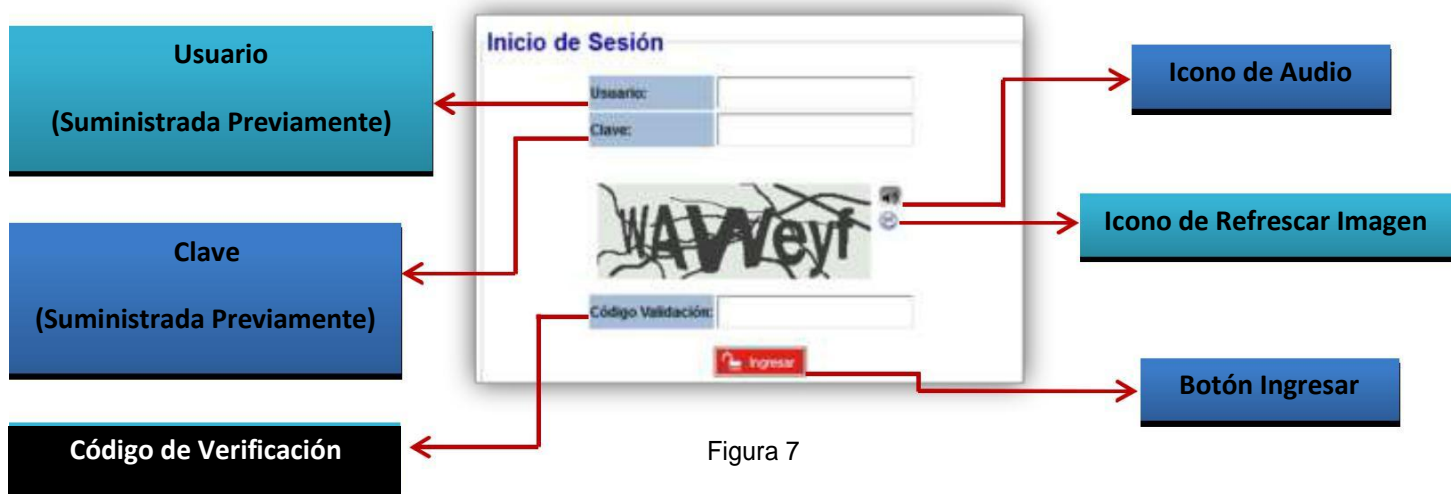 Usuario
(Suministrada Previamente)
Clave
(Suministrada Previamente)
Código de Verificación
Inicio de Sesión
Usuario:
Clave:
WAWeyf
Código Validación:
Ingresar
Figura 7
Icono de Audio
Icono de Refrescar Imagen
Botón Ingresar